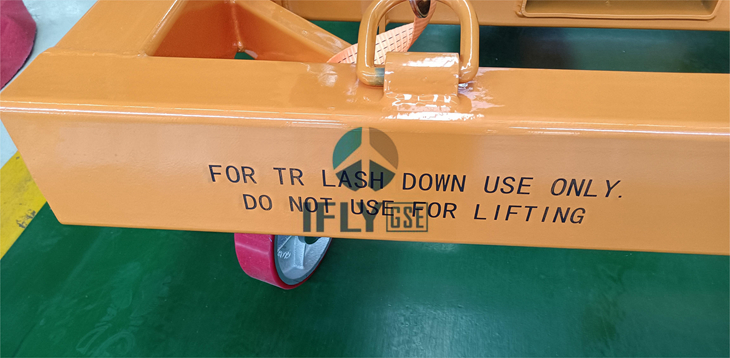 FOR TR LASH DOWN USE ONLY.
DO NOT USE FOR LIFTING
IFLY GSE